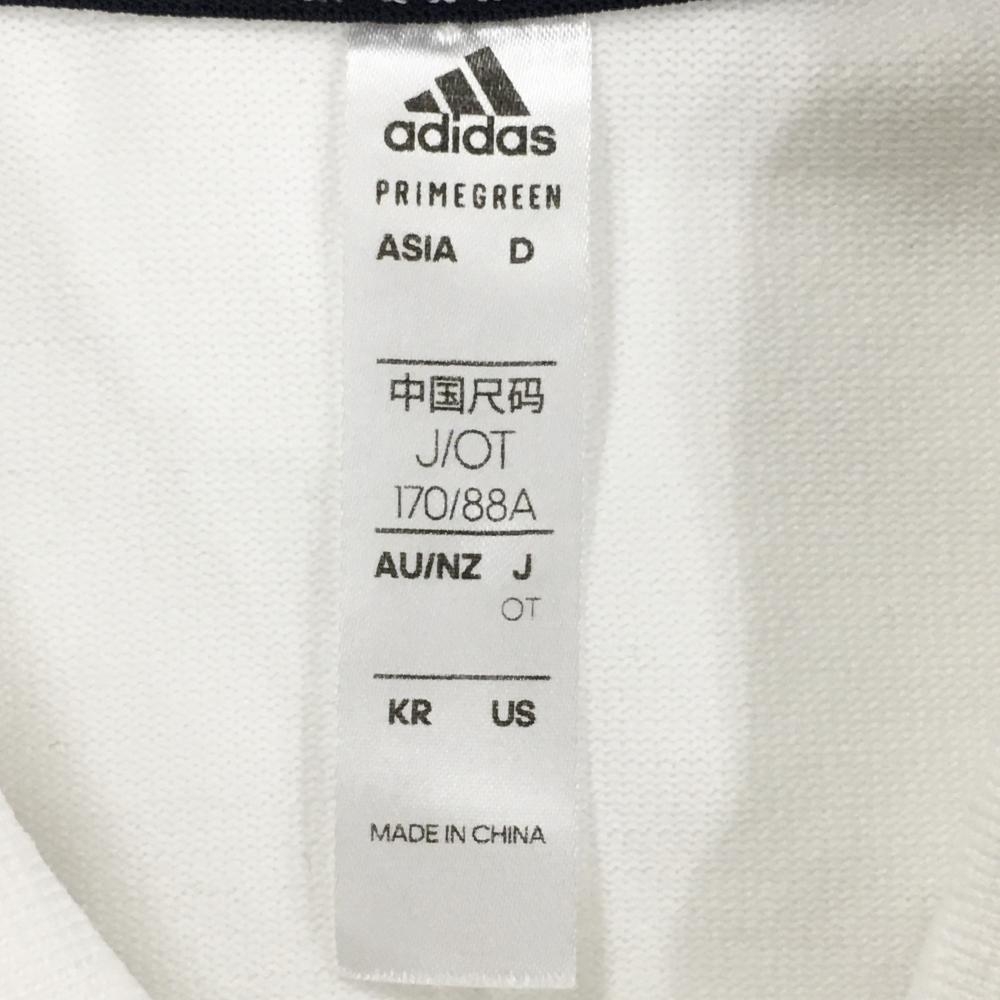 adidas
PRIMEGREEN
ASIA D
中国尺码
J/OT
170/88A
AU/NZ J
OT
KR US
MADE IN CHINA